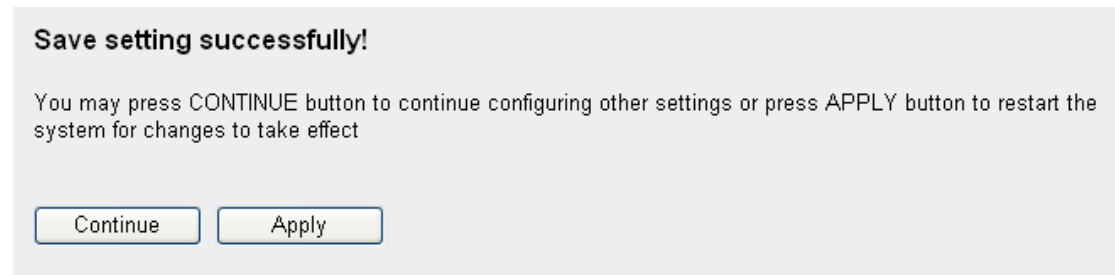 Save setting successfully!
You may press CONTINUE button to continue configuring other settings or press APPLY button to restart the
system for changes to take effect
Continue Apply